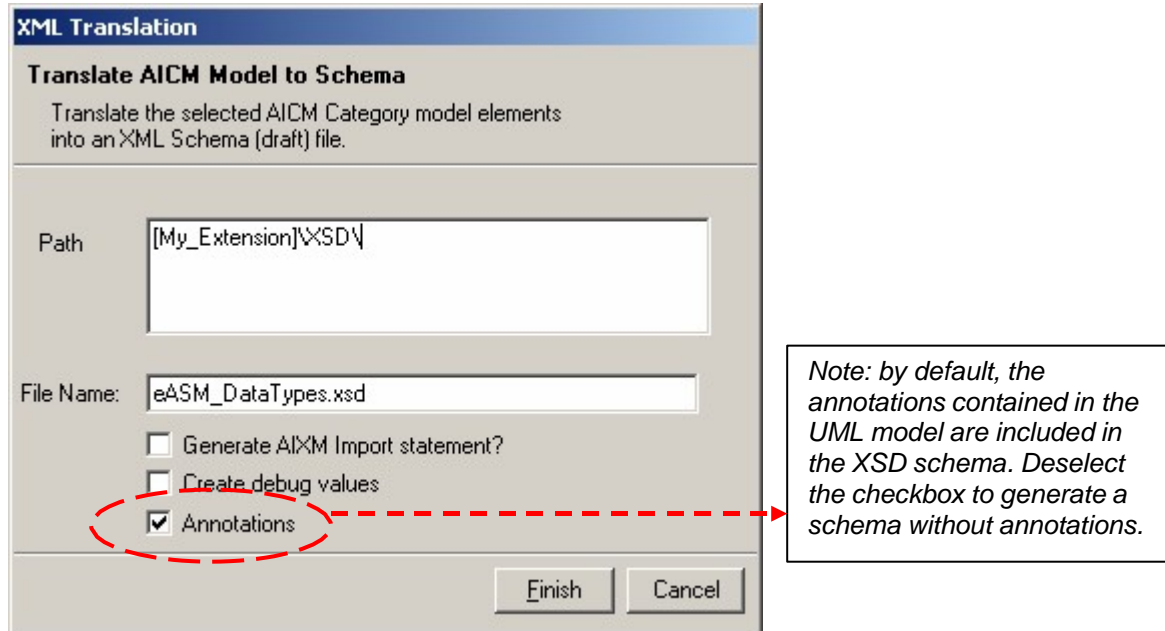 XML Translation
Translate AICM Model to Schema
Translate the selected AICM Category model elements
into an XML Schema (draft) file.
Path
[My_Extension]\XSD\
File Name:
eASM_DataTypes.xsd
Generate AIXM Import statement?
Create debug values
Annotations
Finish
Cancel
Note: by default, the
annotations contained in the
UML model are included in
the XSD schema. Deselect
the checkbox to generate a
schema without annotations.